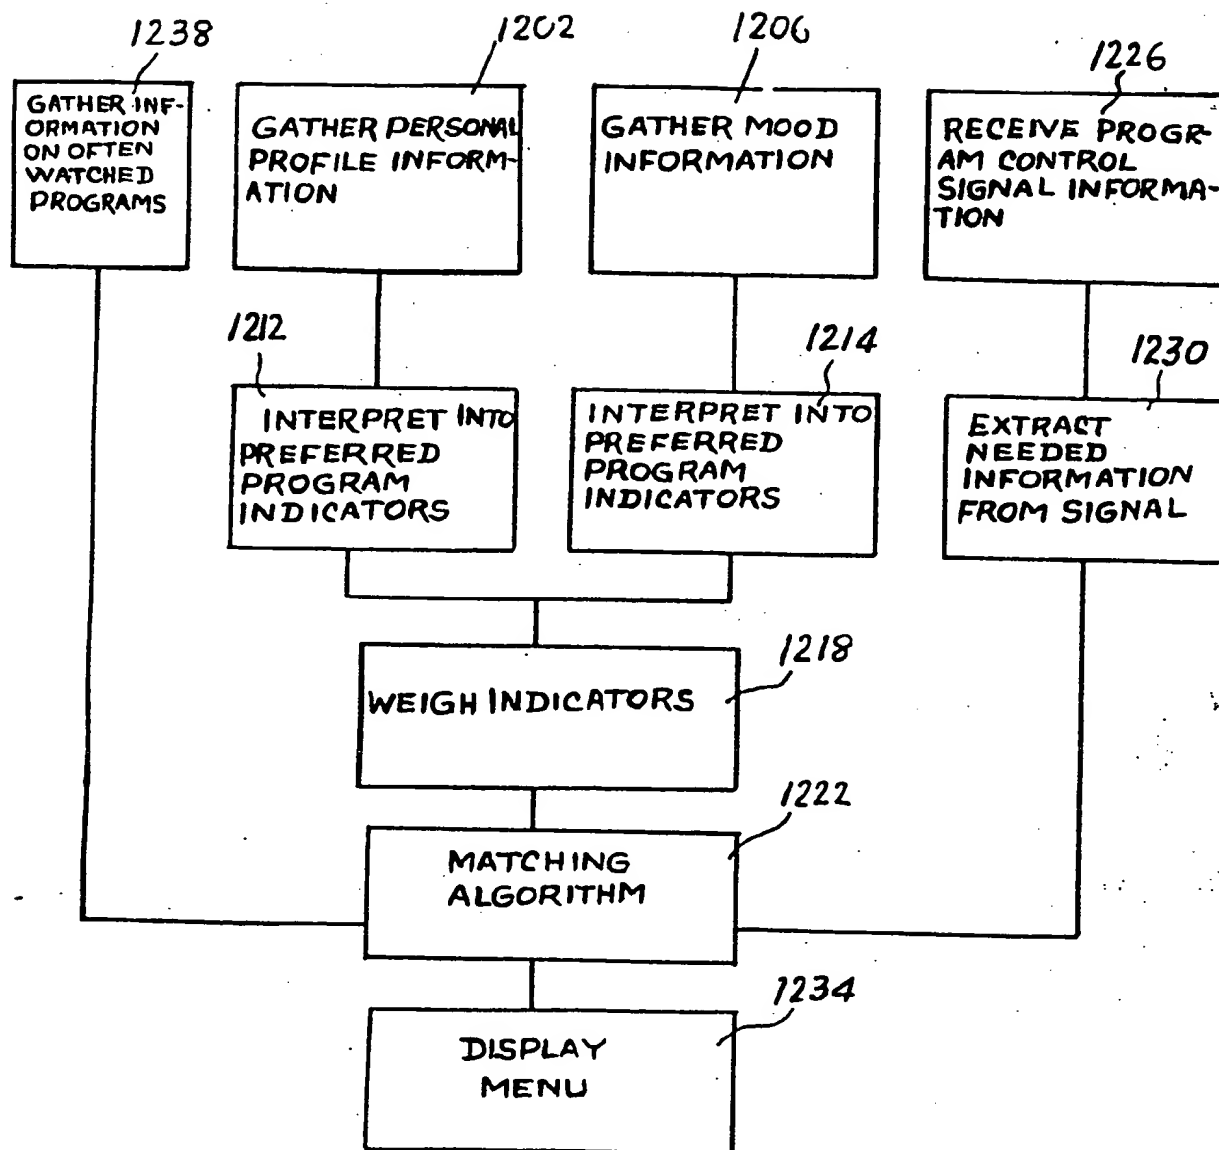 1238
1202
1206
1226
GATHER INF-
ORMATION
ON OFTEN
WATCHED
PROGRAMS
GATHER PERSONAL
PROFILE INFORM-
ATION
GATHER MOOD
INFORMATION
RECEIVE PROGR-
AM CONTROL
SIGNAL INFORMA-
TION
1212
1214
1230
INTERPRET INTO
PREFERRED
PROGRAM
INDICATORS
INTERPRET INTO
PREFERRED
PROGRAM
INDICATORS
EXTRACT
NEEDED
INFORMATION
FROM SIGNAL
1218
WEIGH INDICATORS
1222
MATCHING
ALGORITHM
1234
DISPLAY
MENU